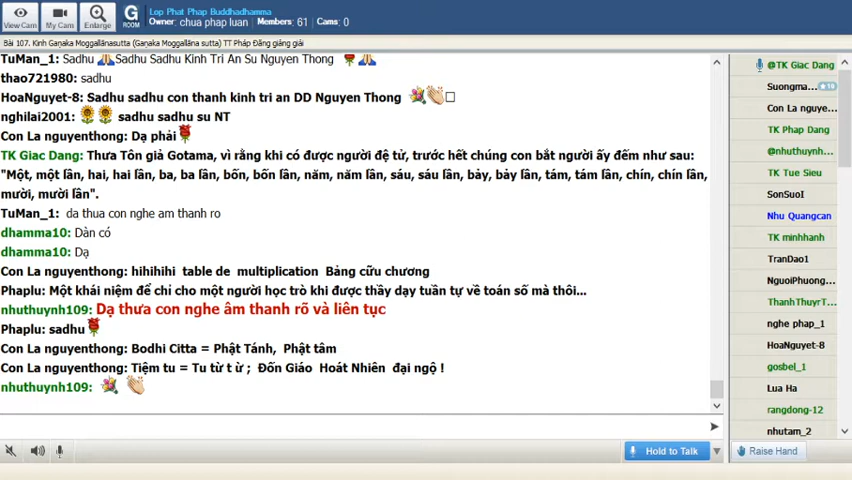 View Cam
My Cam
Enlarge
G
ROOM
Lop Phat Phap Buddhadhamma
Owner: chua phap luan Members: 61 Cams: 0
Bài 107. Kinh Gaṇaka Moggallānasutta (Gaṇaka Moggallāna sutta) TT Pháp Đăng giảng giải
TuMan_1: Sadhu Sadhu Sadhu Kinh Tri An Su Nguyen Thong
thao721980: sadhu
HoaNguyet-8: Sadhu sadhu con thanh kinh tri an DD Nguyen Thong
nghilai2001: sadhu sadhu su NT
Con La nguyenthong: Dạ phải
TK Giac Dang: Thưa Tôn giả Gotama, vì rằng khi có được người đệ tử, trước hết chúng con bắt người ấy đếm như sau:
"Một, một lần, hai, hai lần, ba, ba lần, bốn, bốn lần, năm, năm lần, sáu, sáu lần, bảy, bảy lần, tám, tám lần, chín, chín lần,
mười, mười lần".
TuMan_1: da thua con nghe am thanh ro
dhamma10: Dàn có
dhamma10: Dạ
Con La nguyenthong: hihihihi table de multiplication Bảng cữu chương
Phaplu: Một khái niệm để chỉ cho một người học trò khi được thầy dạy tuần tự về toán số mà thôi...
nhuthuynh109: Dạ thưa con nghe âm thanh rõ và liên tục
Phaplu: sadhu
Con La nguyenthong: Bodhi Citta = Phật Tánh, Phật tâm
Con La nguyenthong: Tiệm tu = Tu từ t ừ ; Đốn Giáo Hoát Nhiên đại ngộ !
nhuthuynh109:
@TK Giac Dang
Suongma...
10
Con La nguye...
TK Phap Dang
@nhuthuynh...
TK Tue Sieu
SonSuoI
Nhu Quangcan
TK minhhanh
TranDao1
NguoiPhuong...
ThanhThuyrT...
nghe phap_1
HoaNguyet-8
gosbel_1
Lua Ha
rangdong-12
nhutam_2
Hold to Talk
Raise Hand